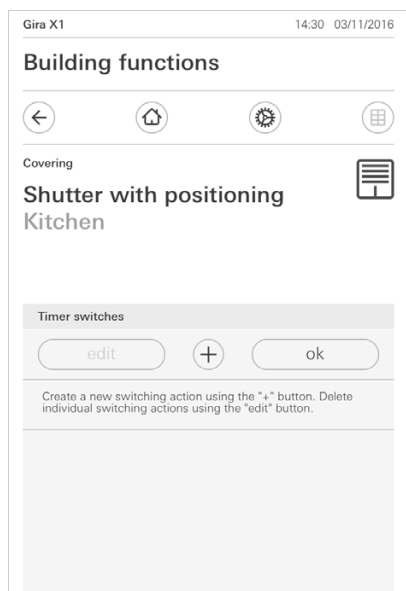 Gira X1 14:30 03/11/2016
Building functions
Covering
Shutter with positioning
Kitchen
Timer switches
edit + ok
Create a new switching action using the "+" button. Delete
individual switching actions using the "edit" button.